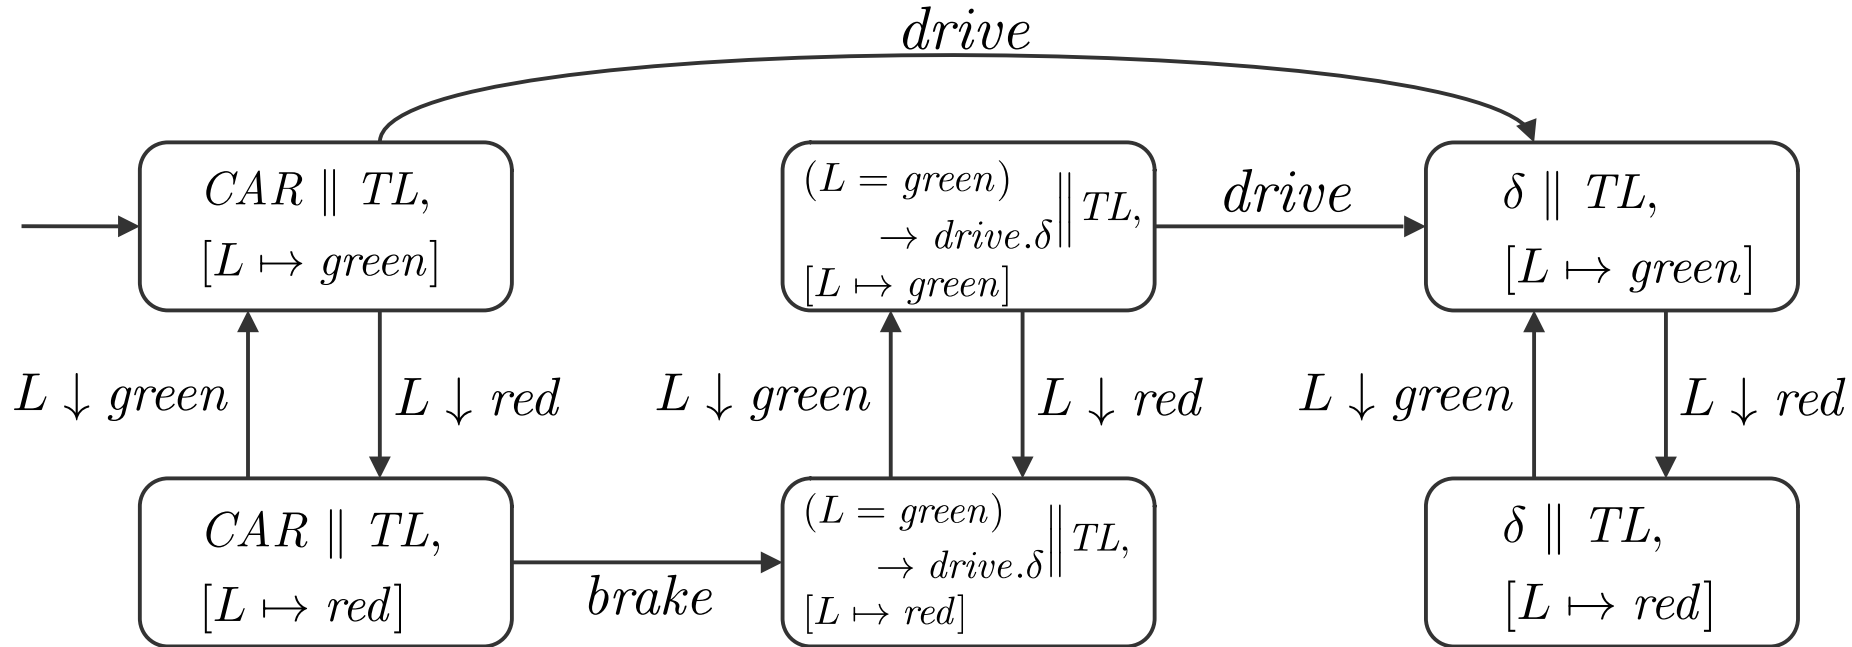 drive
CAR ∥ TL,
[L ↦ green]
(L = green)
→ drive.δ ∥ TL,
[L ↦ green]
drive
δ ∥ TL,
[L ↦ green]
L ↓ green
L ↓ red
L ↓ green
L ↓ red
L ↓ green
L ↓ red
CAR ∥ TL,
[L ↦ red]
brake
(L = green)
→ drive.δ ∥ TL,
[L ↦ red]
δ ∥ TL,
[L ↦ red]